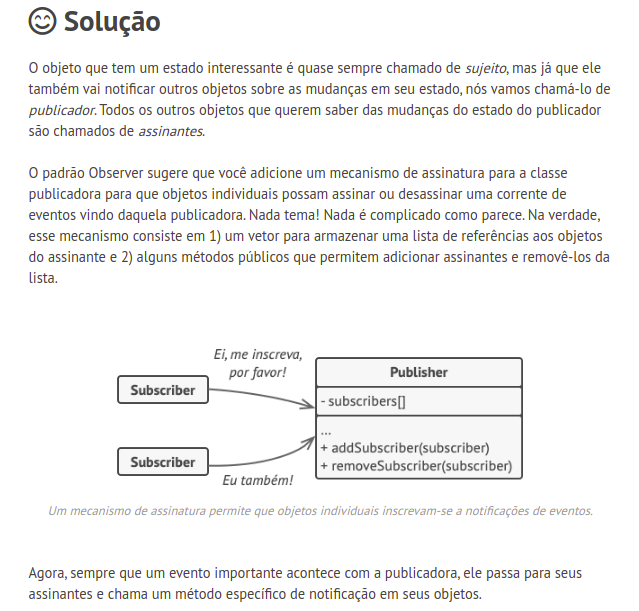 Solução
O objeto que tem um estado interessante é quase sempre chamado de sujeito, mas já que ele
também vai notificar outros objetos sobre as mudanças em seu estado, nós vamos chamá-lo de
publicador. Todos os outros objetos que querem saber das mudanças do estado do publicador
são chamados de assinantes.
O padrão Observer sugere que você adicione um mecanismo de assinatura para a classe
publicadora para que objetos individuais possam assinar ou desassinar uma corrente de
eventos vindo daquela publicadora. Nada tema! Nada é complicado como parece. Na verdade,
esse mecanismo consiste em 1) um vetor para armazenar uma lista de referências aos objetos
do assinante e 2) alguns métodos públicos que permitem adicionar assinantes e removê-los da
lista.
Ei, me inscreva,
por favor!
Subscriber
Publisher
- subscribers[]
...
+ addSubscriber(subscriber)
+ removeSubscriber(subscriber)
Subscriber
Eu também!
Um mecanismo de assinatura permite que objetos individuais inscrevam-se a notificações de eventos.
Agora, sempre que um evento importante acontece com a publicadora, ele passa para seus
assinantes e chama um método específico de notificação em seus objetos.